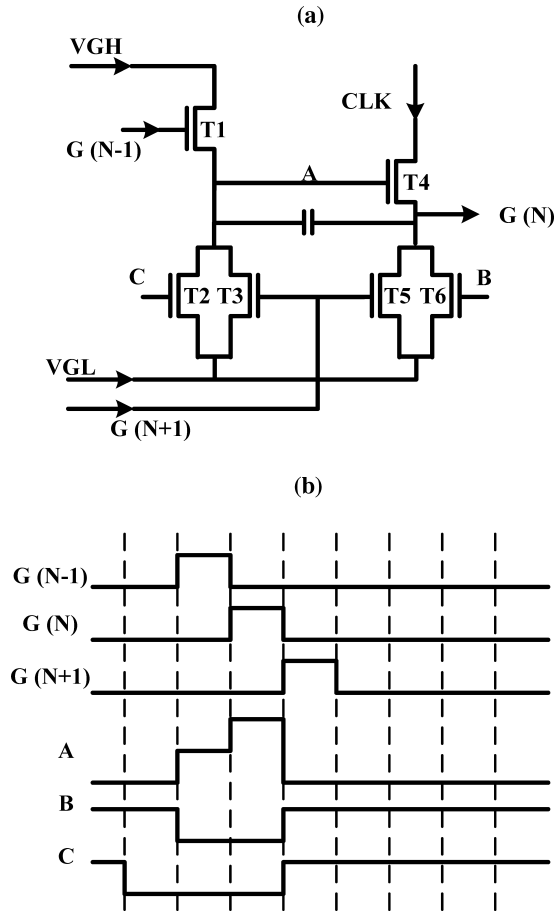 (a)
VGH
CLK
T1
G (N-1)
A
T4
G (N)
C
T2
T3
T5
T6
B
VGL
G (N+1)
(b)
G (N-1)
G (N)
G (N+1)
A
B
C